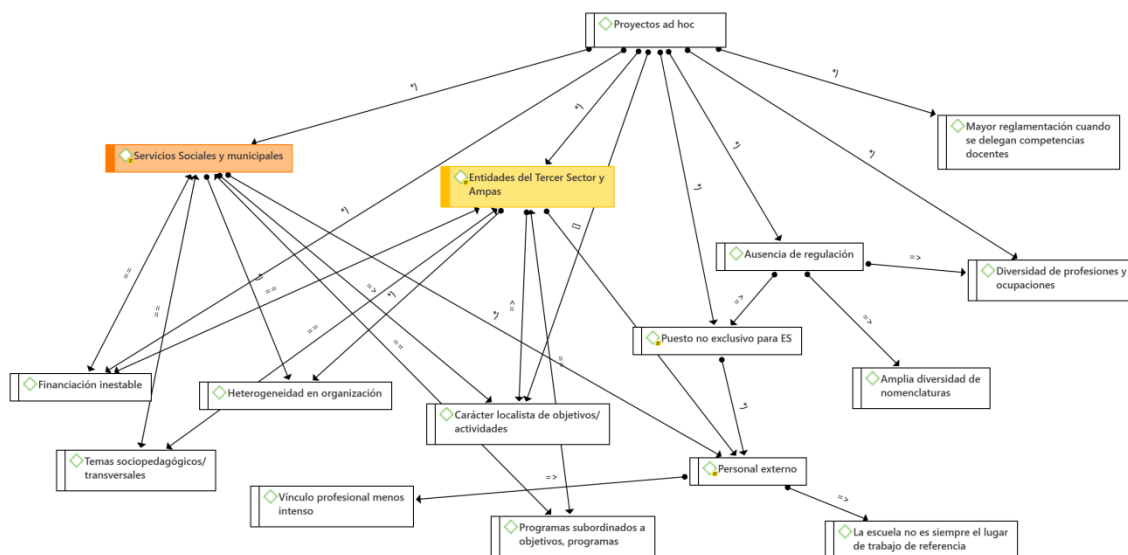 Proyectos ad hoc
*}
*}
Mayor reglamentación cuando
se delegan competencias
docentes
Servicios Sociales y municipales
*}
*}
Entidades del Tercer Sector y
Ampas
*}
*}
[]
Ausencia de regulación
=>
Diversidad de profesiones y
ocupaciones
==
*}
==
=>
*}
=>
=>
==
==
==
*}
==
=>
Puesto no exclusivo para ES
Financiación inestable
Heterogeneidad en organización
Amplia diversidad de
nomenclaturas
Carácter localista de objetivos/
actividades
*}
Temas sociopedagógicos/
transversales
Personal externo
=>
Vínculo profesional menos
intenso
=>
Programas subordinados a
objetivos, programas
La escuela no es siempre el lugar
de trabajo de referencia